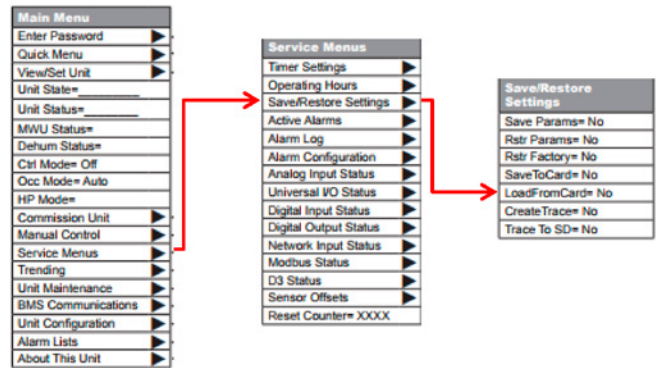 Main Menu
Enter Password
Quick Menu
View/Set Unit
Unit State=_________
Unit Status=________
MWU Status=
Dehum Status=
Ctrl Mode= Off
Occ Mode= Auto
HP Mode=
Commission Unit
Manual Control
Service Menus
Trending
Unit Maintenance
BMS Communications
Unit Configuration
Alarm Lists
About This Unit
Service Menus
Timer Settings
Operating Hours
Save/Restore Settings
Active Alarms
Alarm Log
Alarm Configuration
Analog Input Status
Universal I/O Status
Digital Input Status
Digital Output Status
Network Input Status
Modbus Status
D3 Status
Sensor Offsets
Reset Counter= XXXX
Save/Restore
Settings
Save Params= No
Rstr Params= No
Rstr Factory= No
SaveToCard= No
LoadFromCard= No
CreateTrace= No
Trace To SD= No